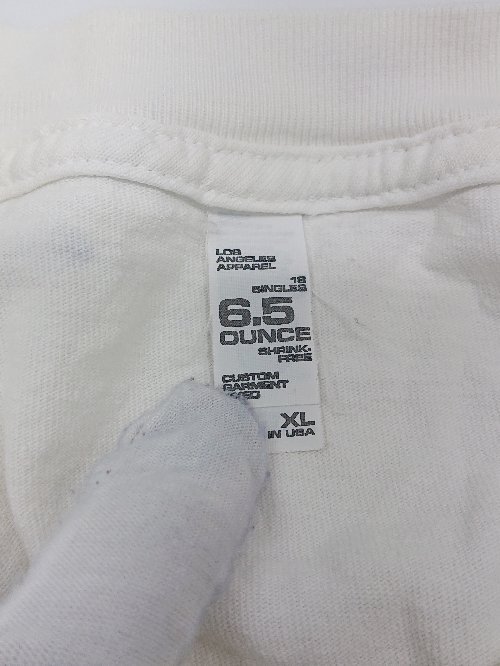 LOS
ANGELES
APPAREL
18
SINGLES
6.5
OUNCE
SHRINK-
FREE
CUSTOM
GARMENT
XL
IN USA